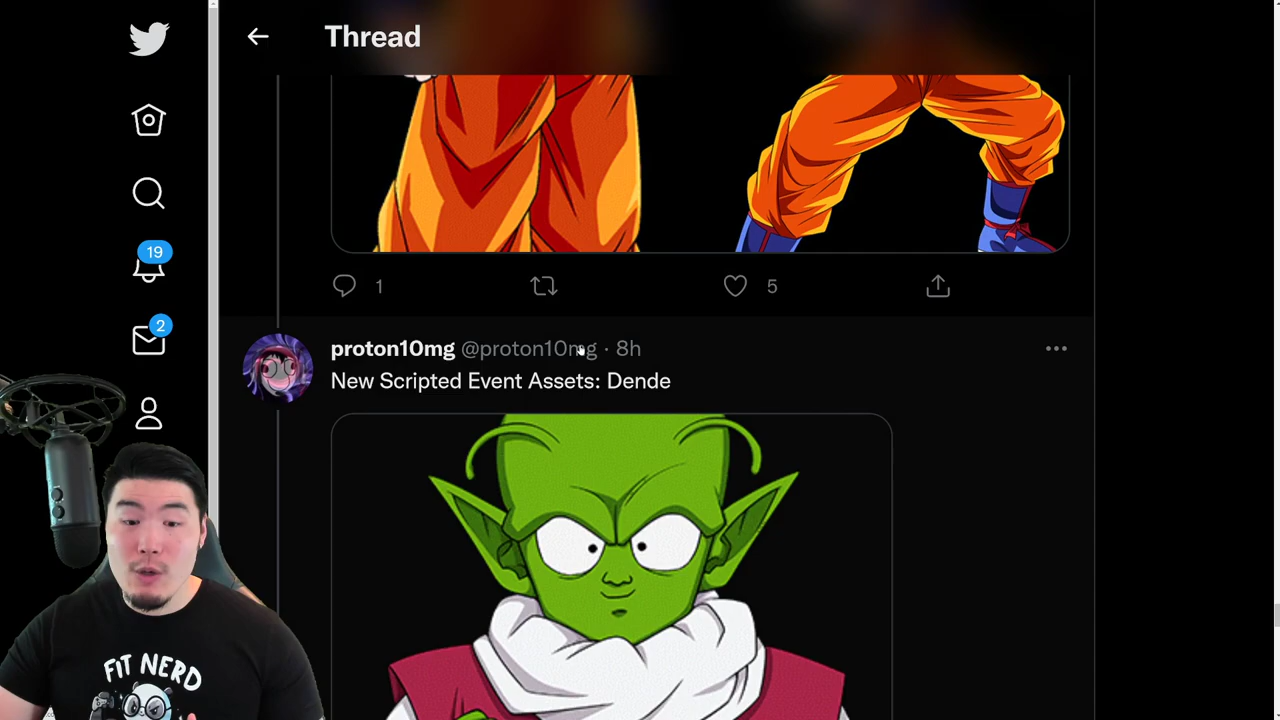 Thread
19
2
1
5
proton10mg @proton10mg · 8h
New Scripted Event Assets: Dende
FIT NERD